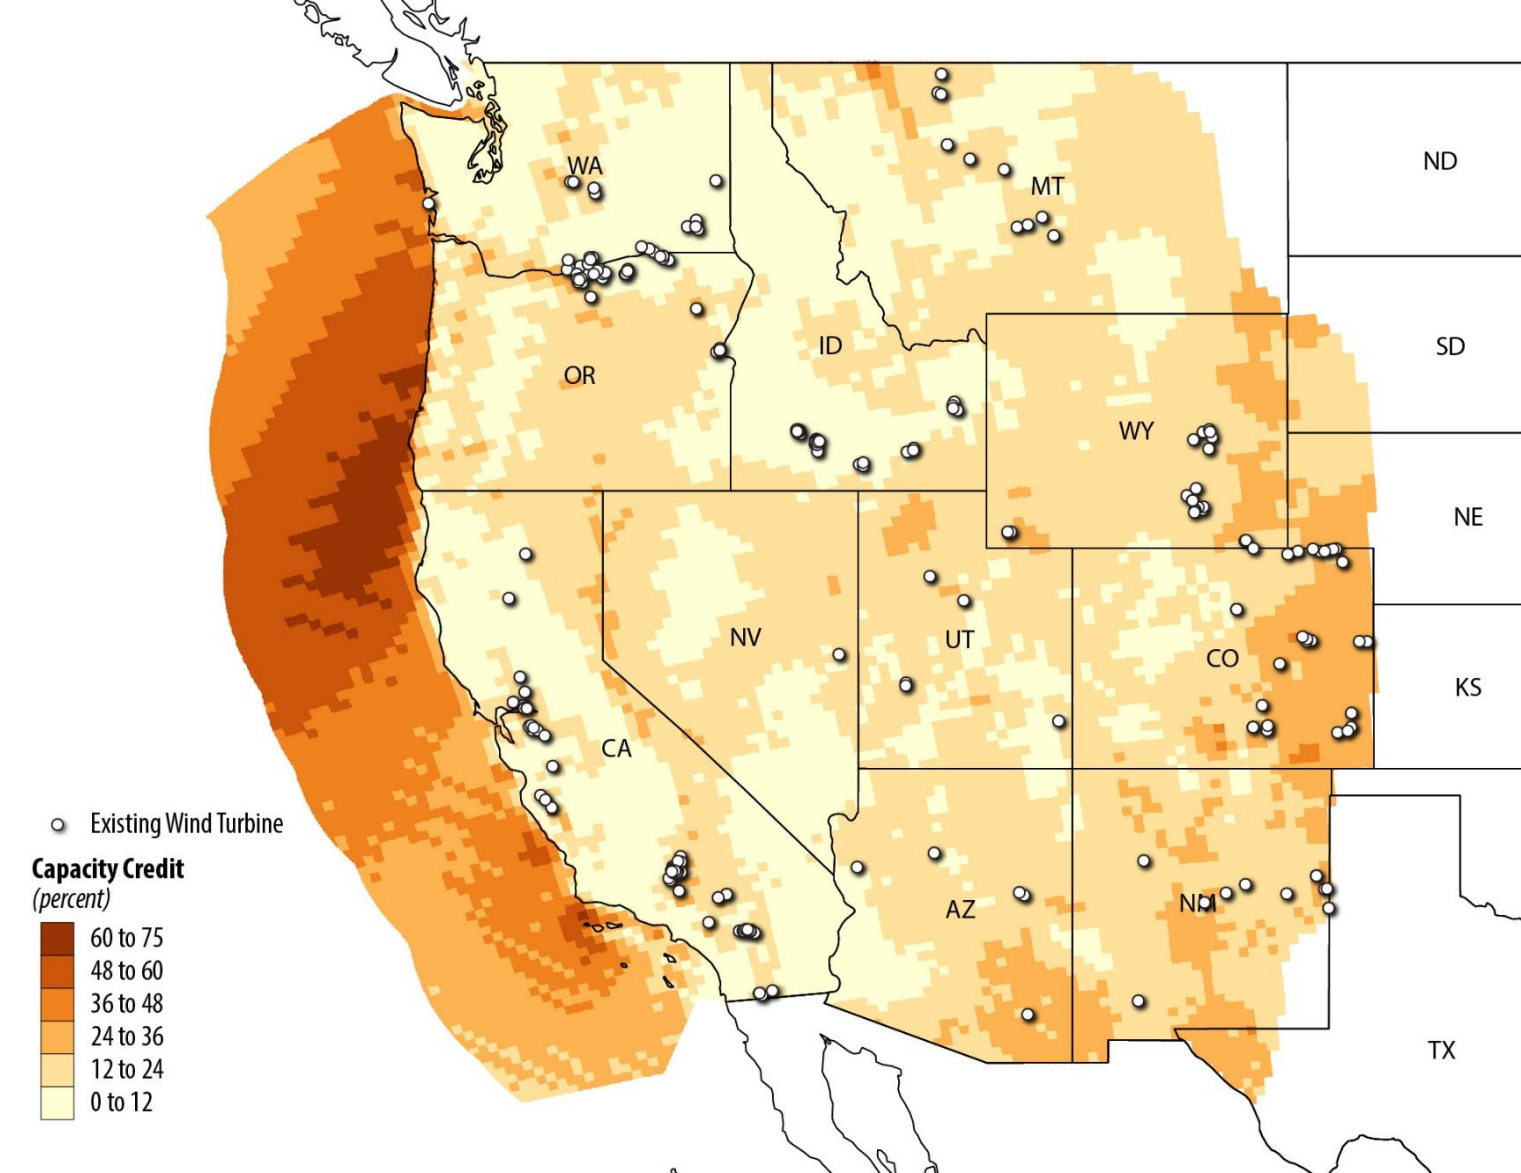 WA
MT
ND
OR
ID
SD
WY
NE
NV
UT
CO
KS
CA
AZ
NM
TX
Existing Wind Turbine
Capacity Credit
(percent)
60 to 75
48 to 60
36 to 48
24 to 36
12 to 24
0 to 12